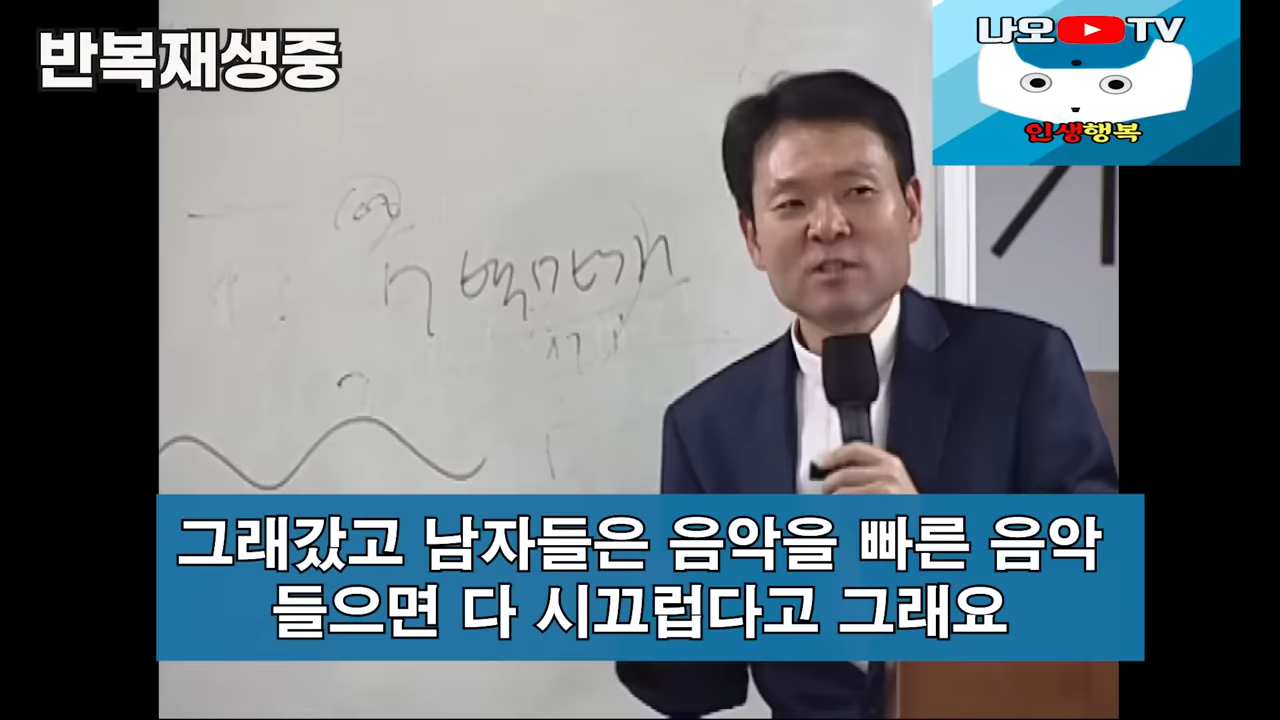 반복재생중
나오 TV
인생행복
그래갔고 남자들은 음악을 빠른 음악
들으면 다 시끄럽다고 그래요